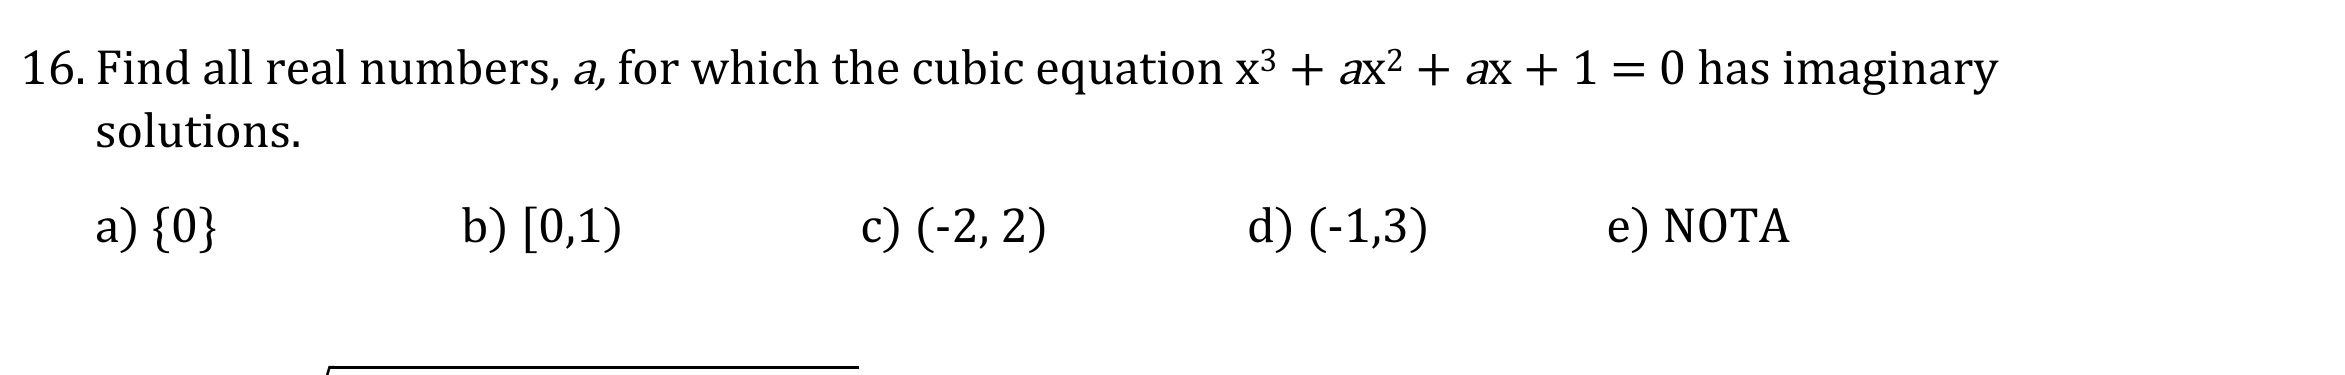 16. Find all real numbers, a, for which the cubic equation x³ + ax² + ax + 1 = 0 has imaginary
solutions.
a) {0} b) [0,1) c) (-2, 2) d) (-1,3) e) NOTA